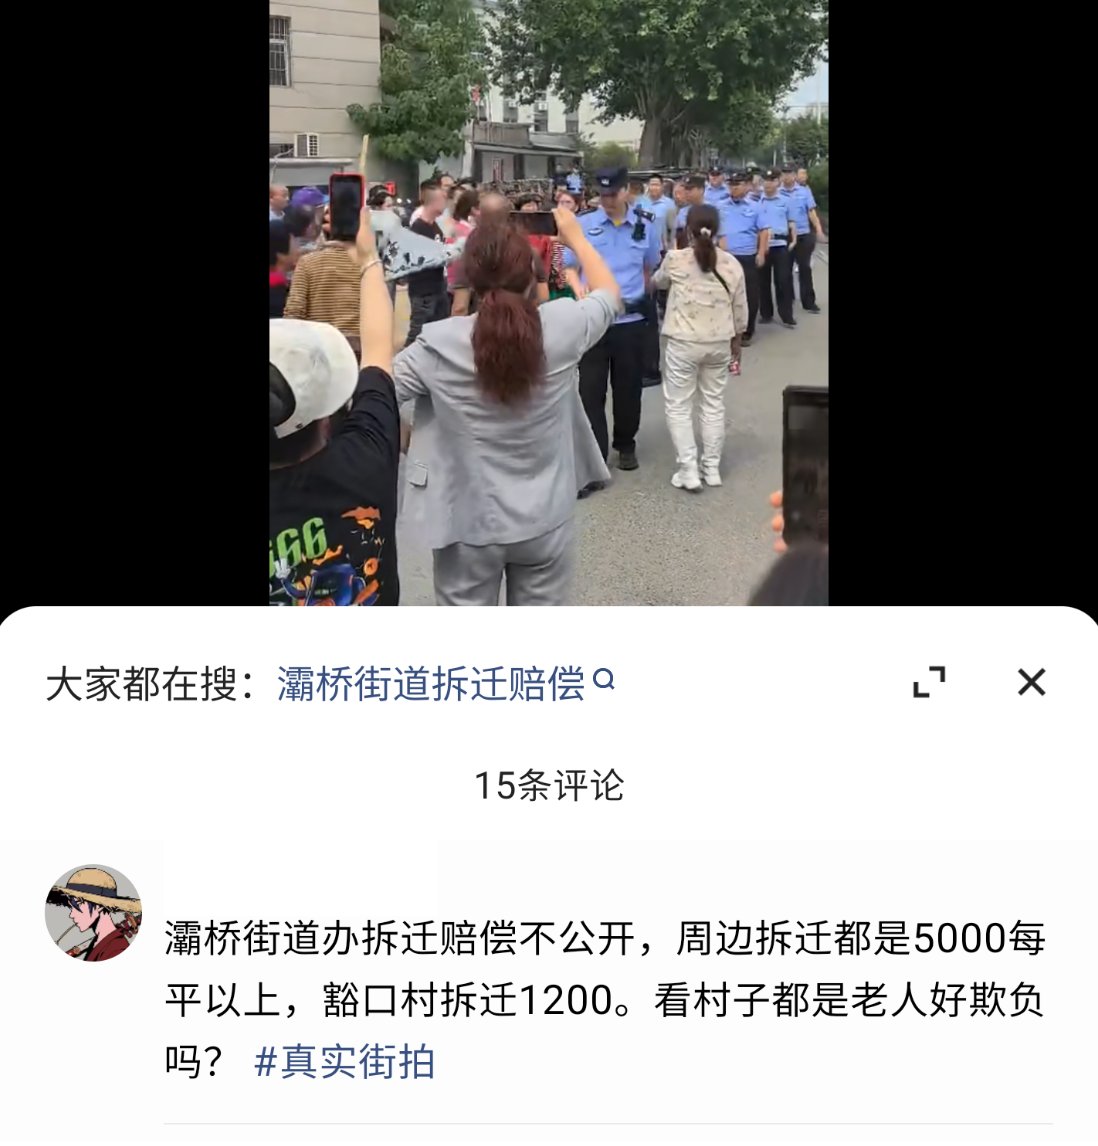 666
大家都在搜：灞桥街道拆迁赔偿
15条评论
灞桥街道办拆迁赔偿不公开，周边拆迁都是5000每
平以上，豁口村拆迁1200。看村子都是老人好欺负
吗？ #真实街拍